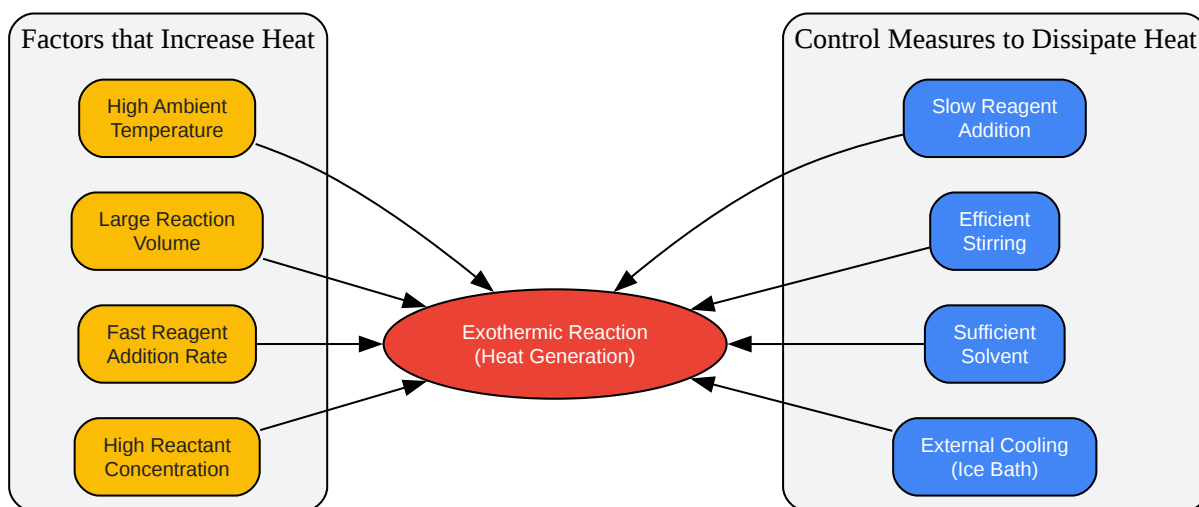 Factors that Increase Heat
High Ambient
Temperature
Large Reaction
Volume
Fast Reagent
Addition Rate
High Reactant
Concentration
Exothermic Reaction
(Heat Generation)
Control Measures to Dissipate Heat
Slow Reagent
Addition
Efficient
Stirring
Sufficient
Solvent
External Cooling
(Ice Bath)